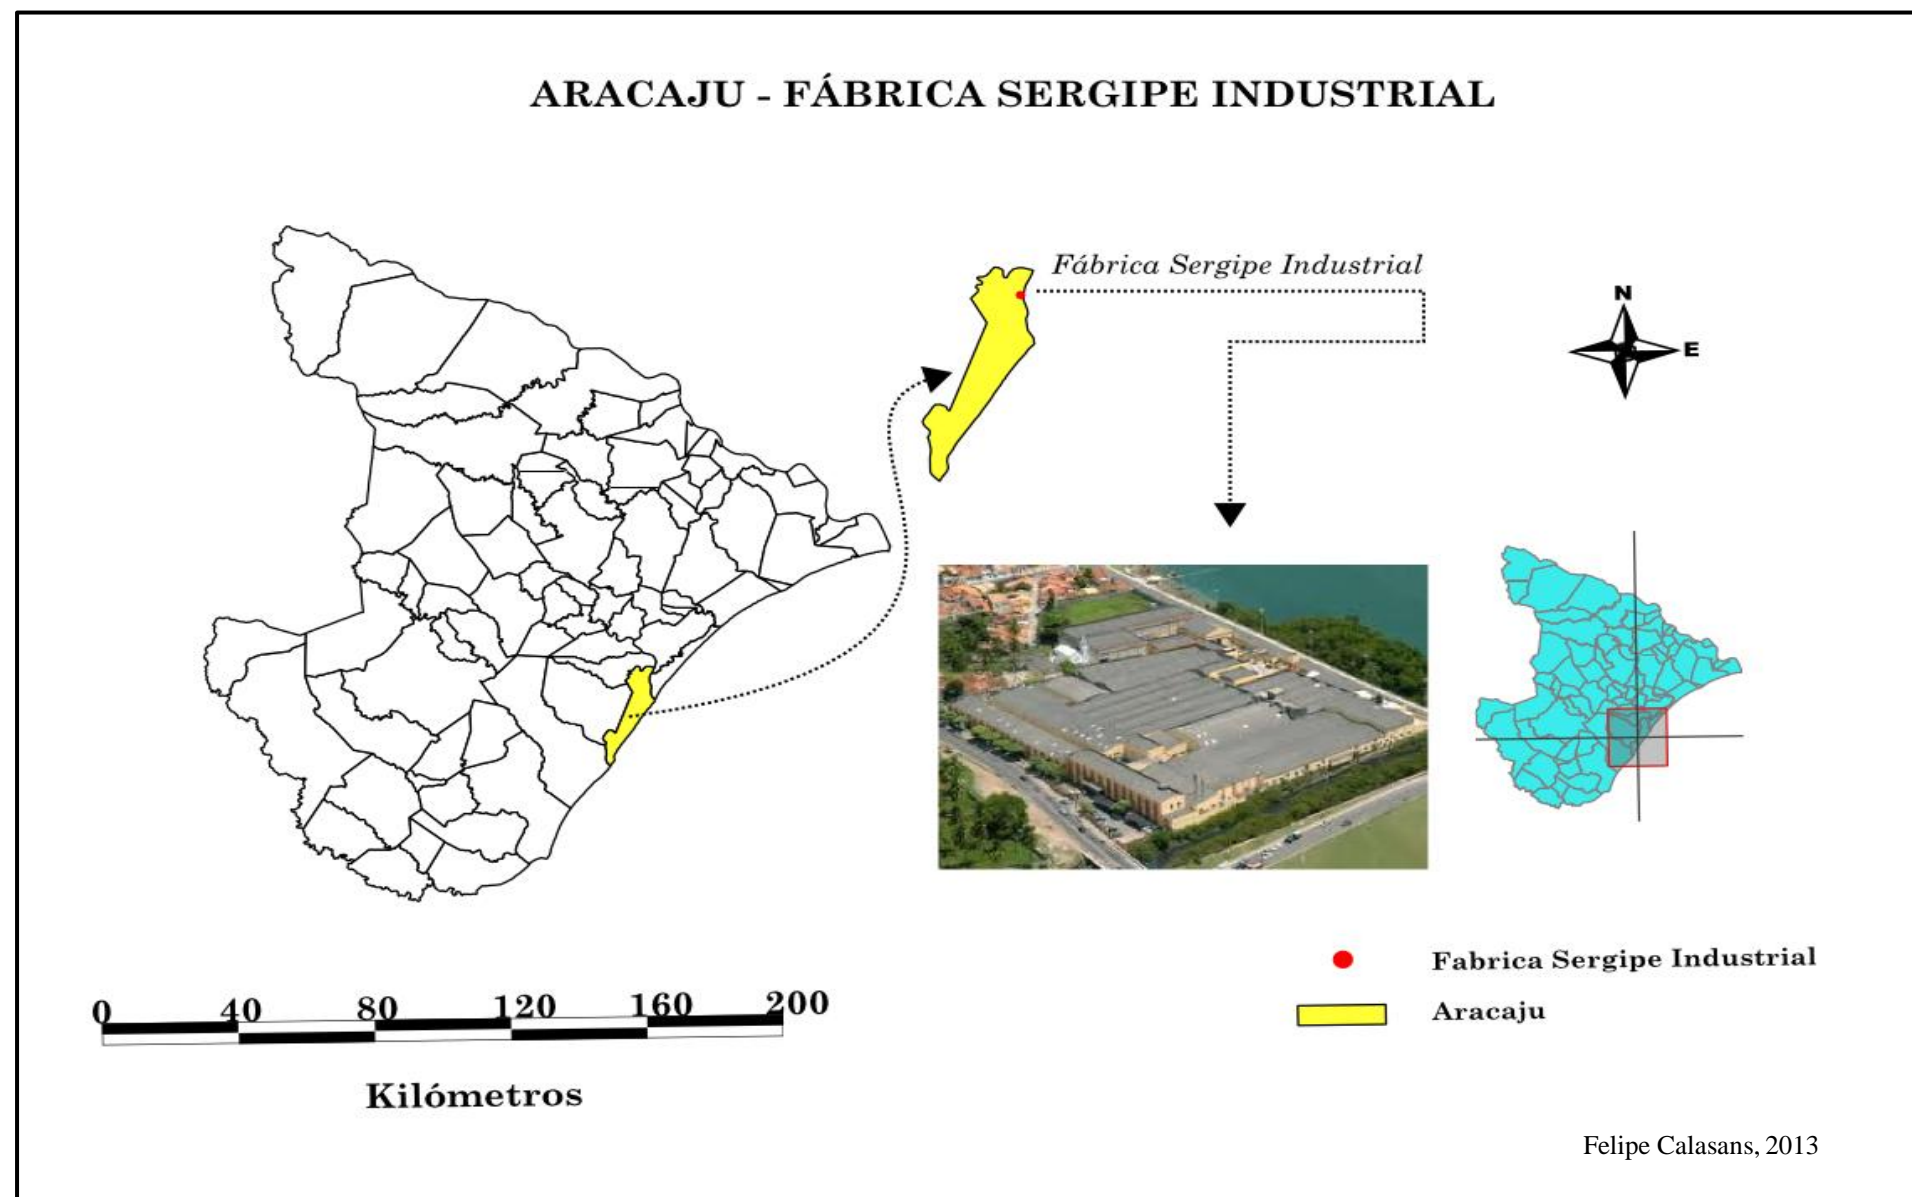 ARACAJU - FÁBRICA SERGIPE INDUSTRIAL
Fábrica Sergipe Industrial
N
E
Fabrica Sergipe Industrial
Aracaju
0 40 80 120 160 200
Kilómetros
Felipe Calasans, 2013